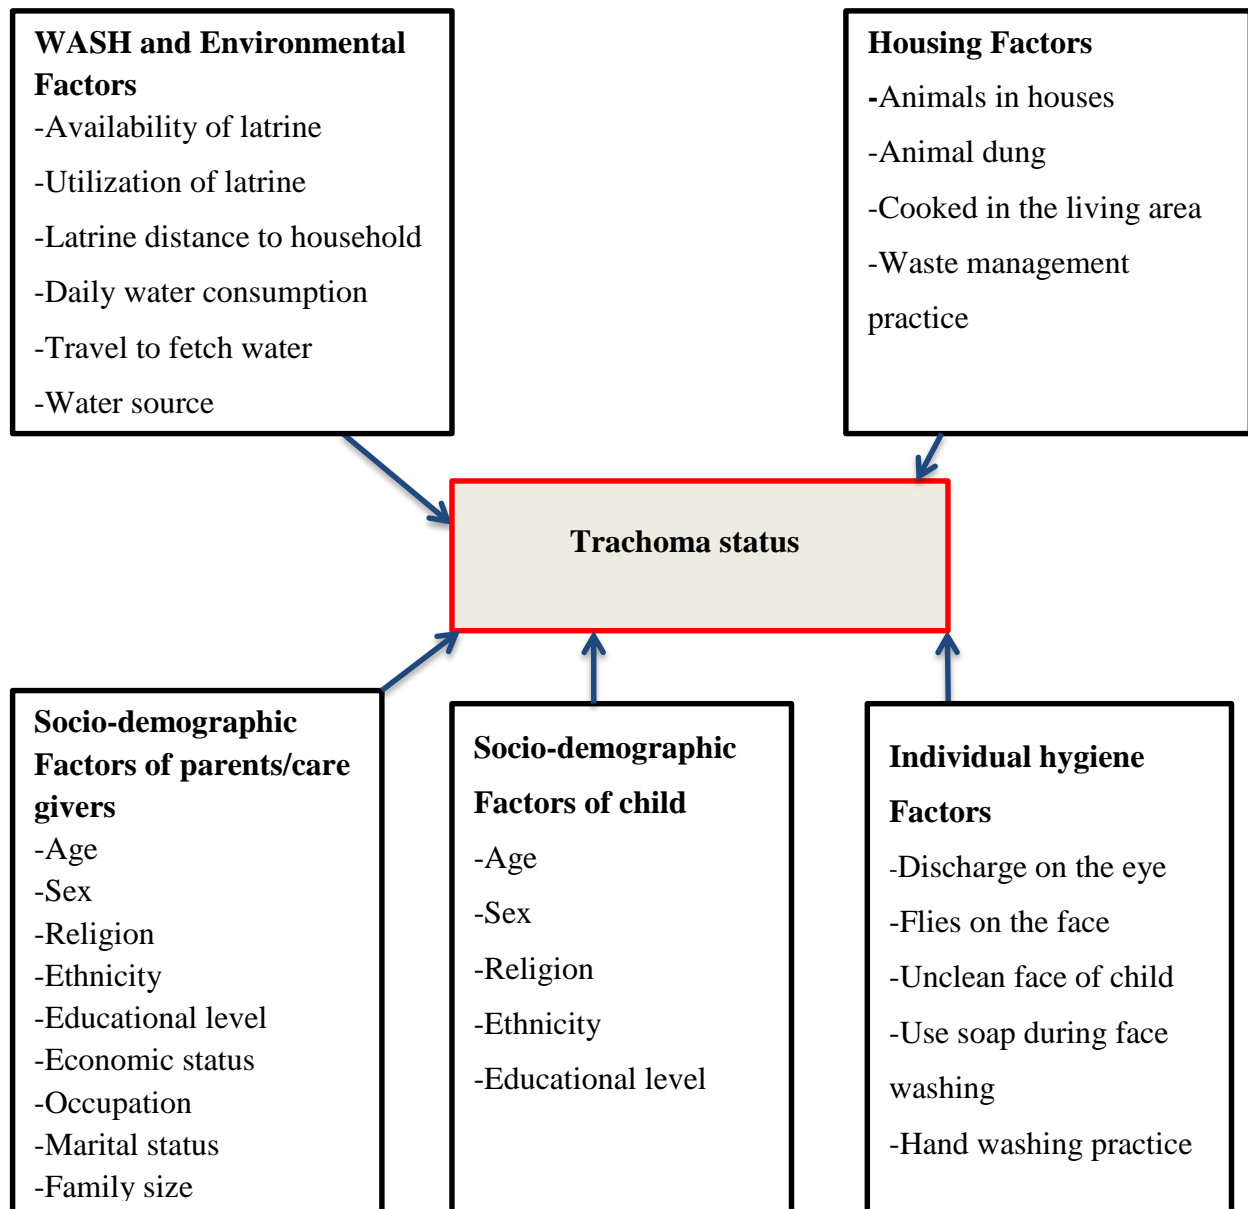 WASH and Environmental
Factors
-Availability of latrine
-Utilization of latrine
-Latrine distance to household
-Daily water consumption
-Travel to fetch water
-Water source
Housing Factors
-Animals in houses
-Animal dung
-Cooked in the living area
-Waste management
practice
Trachoma status
Socio-demographic
Factors of parents/care
givers
-Age
-Sex
-Religion
-Ethnicity
-Educational level
-Economic status
-Occupation
-Marital status
-Family size
Socio-demographic
Factors of child
-Age
-Sex
-Religion
-Ethnicity
-Educational level
Individual hygiene
Factors
-Discharge on the eye
-Flies on the face
-Unclean face of child
-Use soap during face
washing
-Hand washing practice